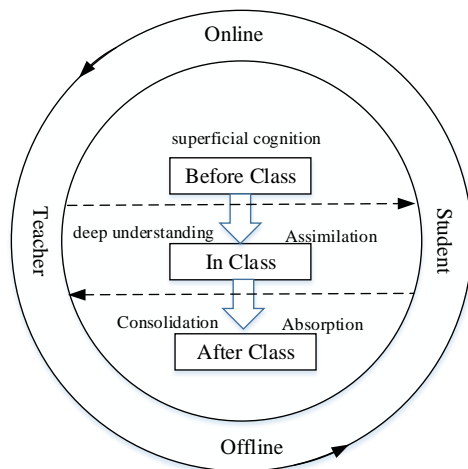 Online
superficial cognition
Before Class
Teacher
Student
deep understanding
Assimilation
In Class
Consolidation
Absorption
After Class
Offline